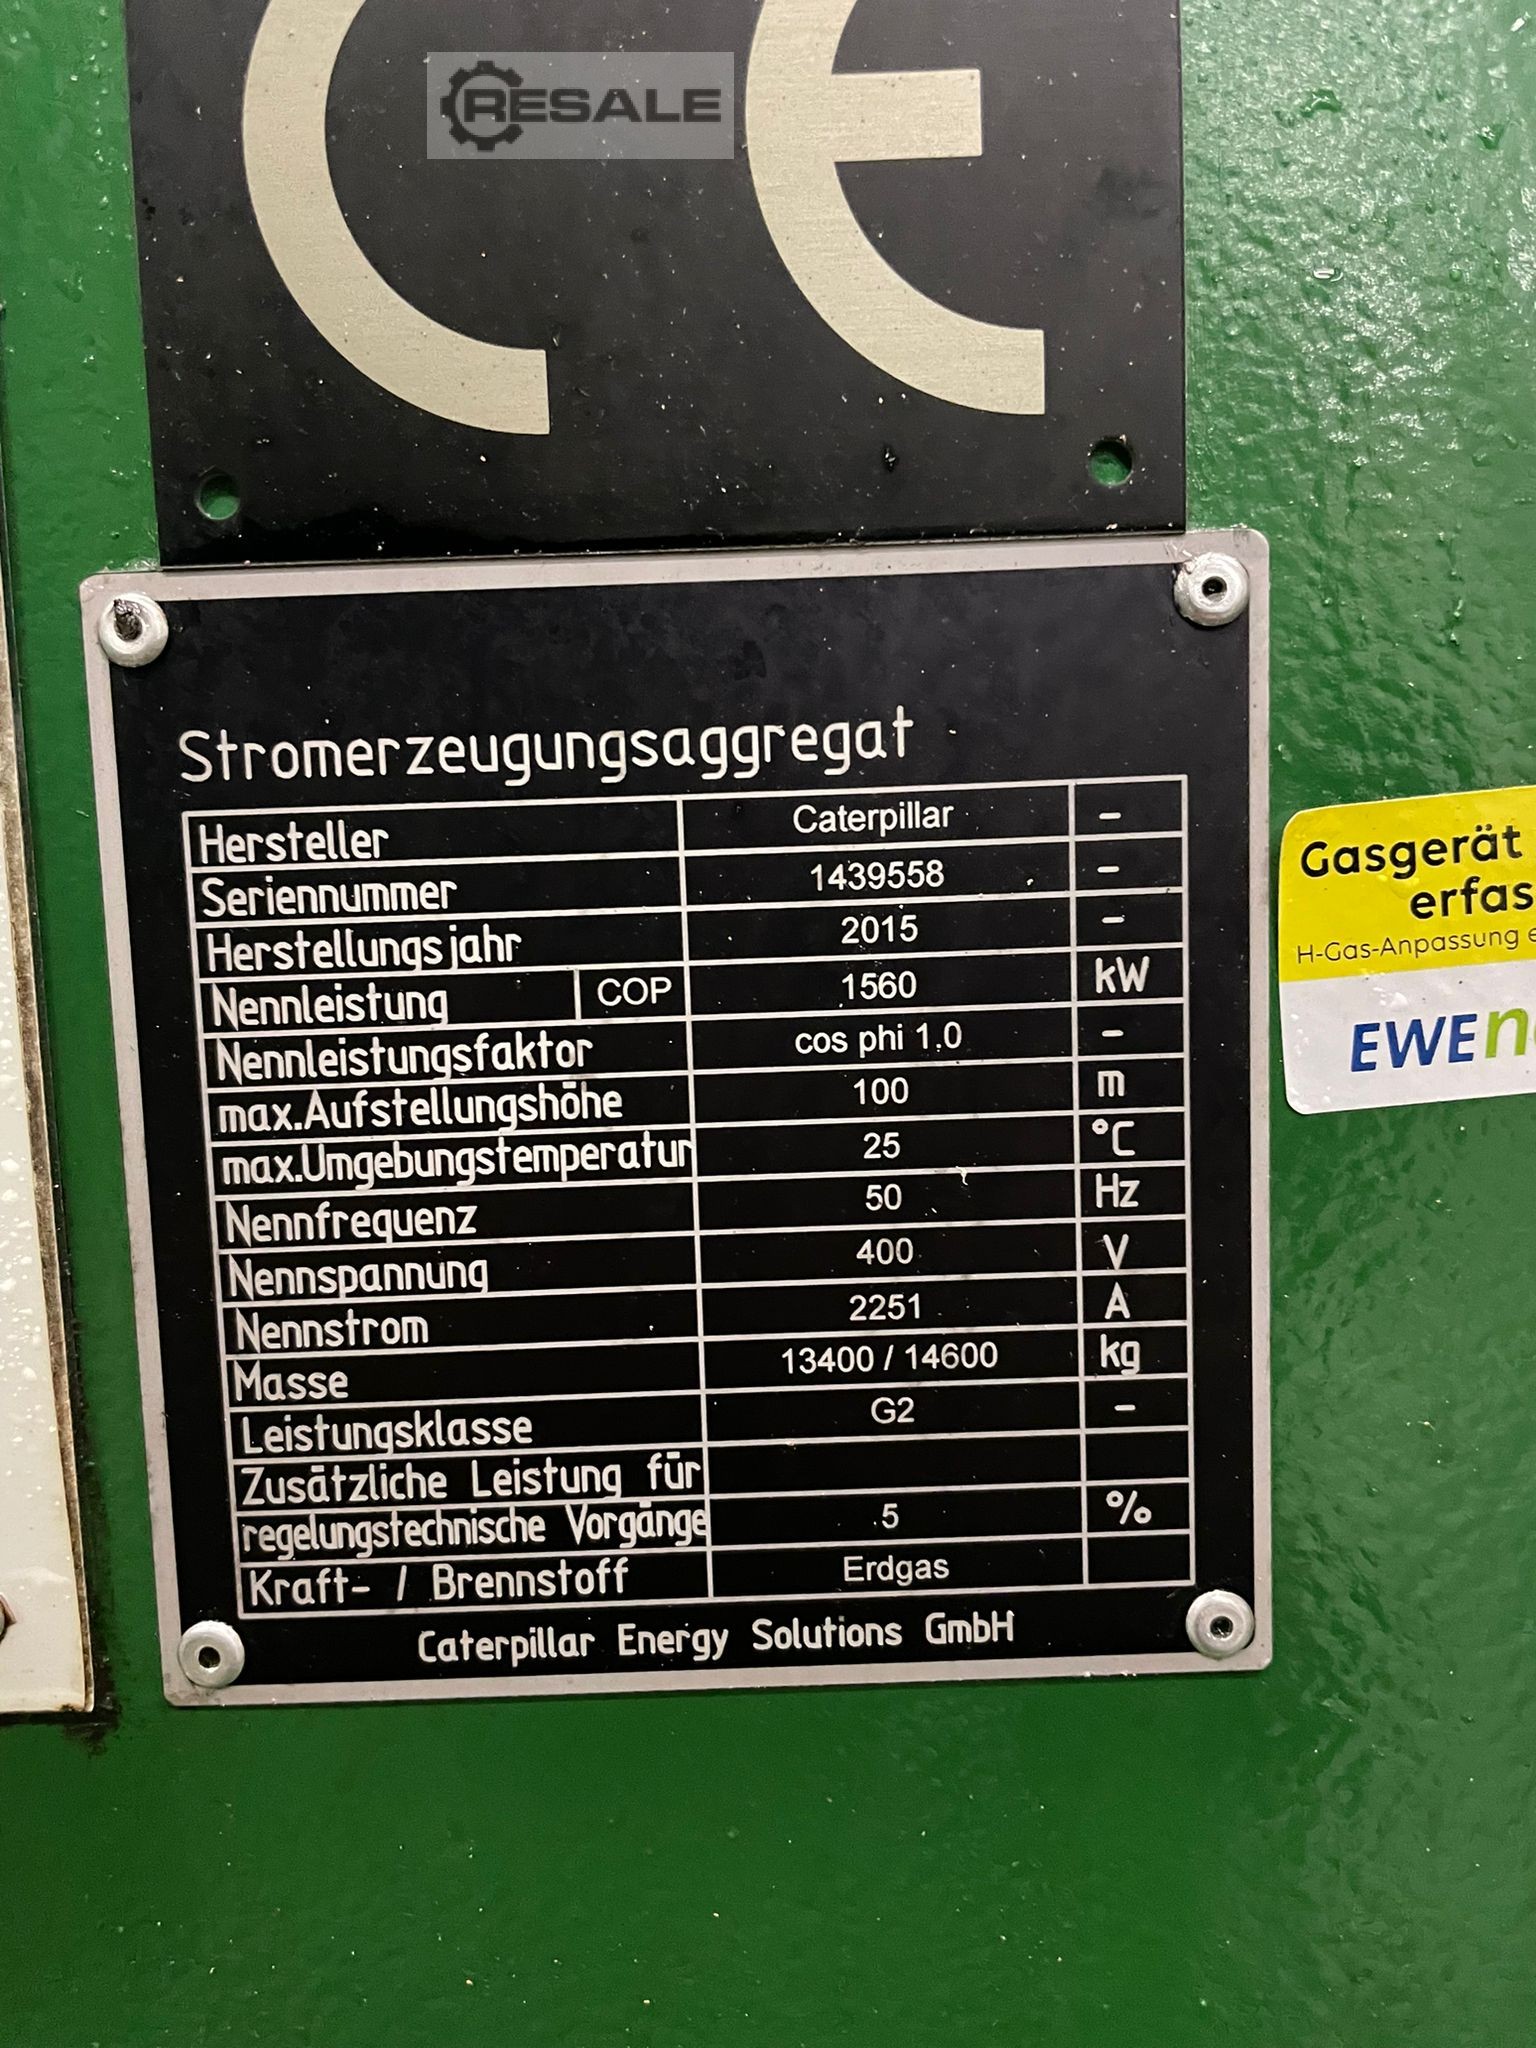 CE
RESALE
Stromerzeugungsaggregat
Hersteller Caterpillar -
Seriennummer 1439558 -
Herstellungsjahr 2015 -
Nennleistung COP 1560 kW
Nennleistungsfaktor cos phi 1.0 -
max.Aufstellungshöhe 100 m
max.Umgebungstemperatur 25 °C
Nennfrequenz 50 Hz
Nennspannung 400 V
Nennstrom 2251 A
Masse 13400 / 14600 kg
Leistungsklasse G2 -
Zusätzliche Leistung für
regelungstechnische Vorgänge 5 %
Kraft- / Brennstoff Erdgas
Caterpillar Energy Solutions GmbH
Gasgerät
H-Gas-Anpassung
EWE